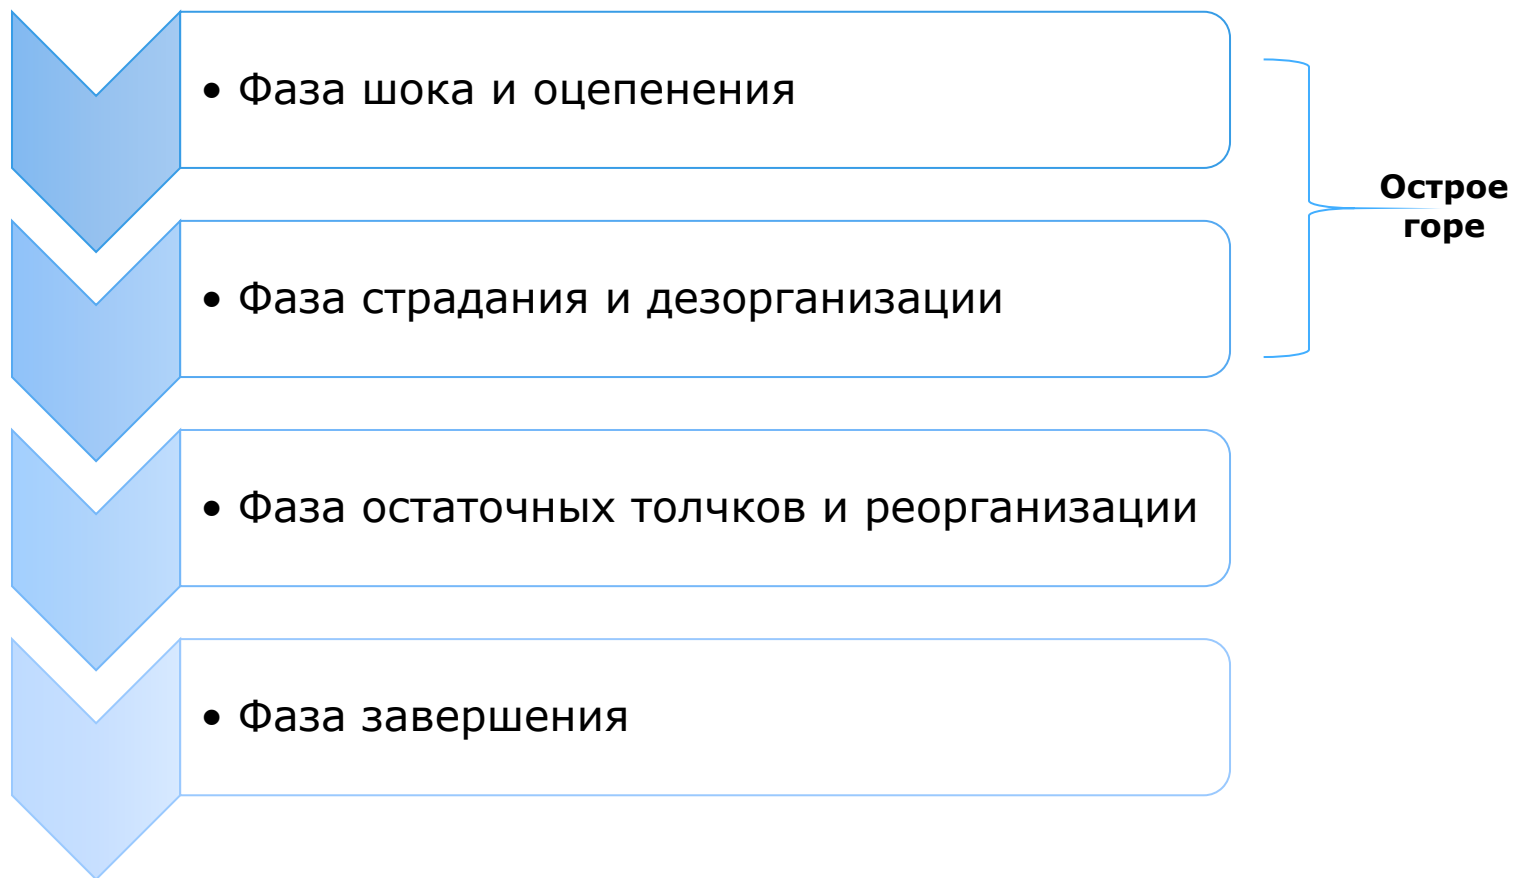 • Фаза шока и оцепенения
• Фаза страдания и дезорганизации
• Фаза остаточных толчков и реорганизации
• Фаза завершения
Острое
горе